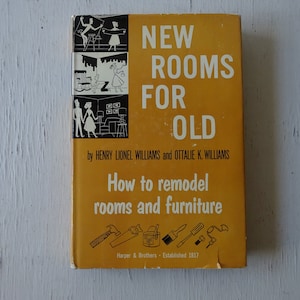 NEW
ROOMS
FOR
OLD
by HENRY LIONEL WILLIAMS and OTTALIE K. WILLIAMS
How to remodel
rooms and furniture
Harper & Brothers • Established 1817